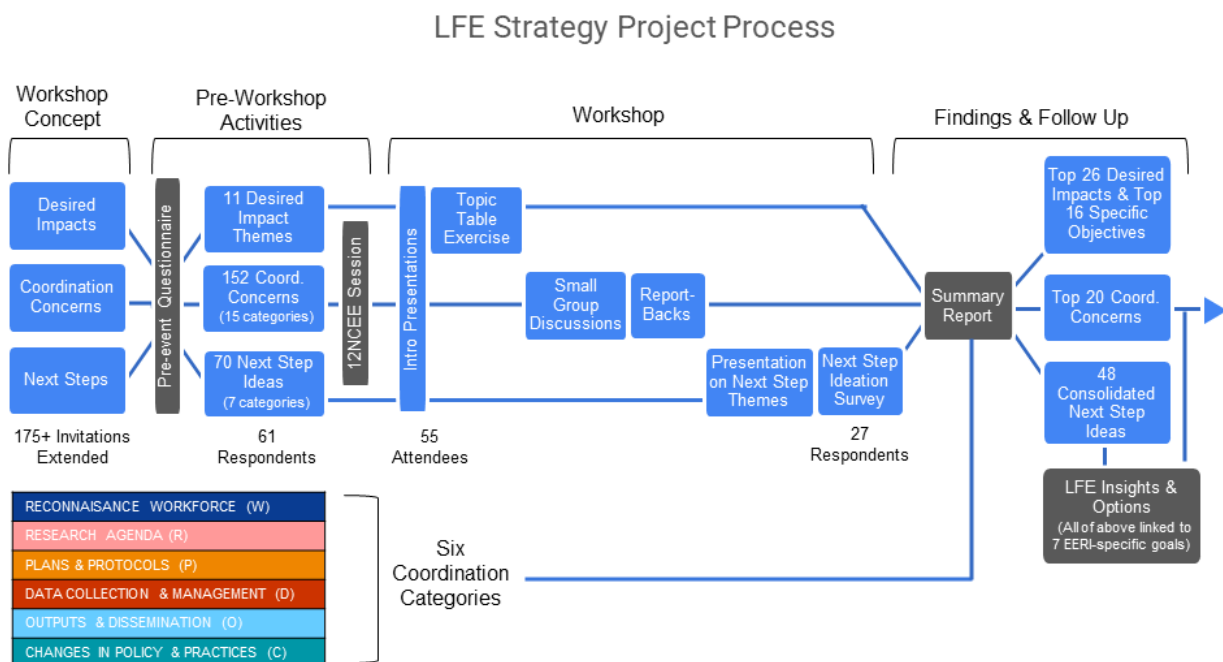 LFE Strategy Project Process
Workshop
Concept
Pre-Workshop
Activities
Workshop
Findings & Follow Up
Desired
Impacts
Coordination
Concerns
Next Steps
175+ Invitations
Extended
Pre-event Questionnaire
11 Desired
Impact
Themes
152 Coord.
Concerns
(15 categories)
70 Next Step
Ideas
(7 categories)
61
Respondents
12NCEE Session
Intro Presentations
55
Attendees
Topic
Table
Exercise
Small
Group
Discussions
Report-
Backs
Presentation
on Next Step
Themes
Next Step
Ideation
Survey
27
Respondents
Summary
Report
Top 26 Desired
Impacts & Top
16 Specific
Objectives
Top 20 Coord.
Concerns
48
Consolidated
Next Step
Ideas
LFE Insights &
Options
(All of above linked to
7 EERI-specific goals)
RECONNAISANCE WORKFORCE (W)
RESEARCH AGENDA (R)
PLANS & PROTOCOLS (P)
DATA COLLECTION & MANAGEMENT (D)
OUTPUTS & DISSEMINATION (O)
CHANGES IN POLICY & PRACTICES (C)
Six
Coordination
Categories